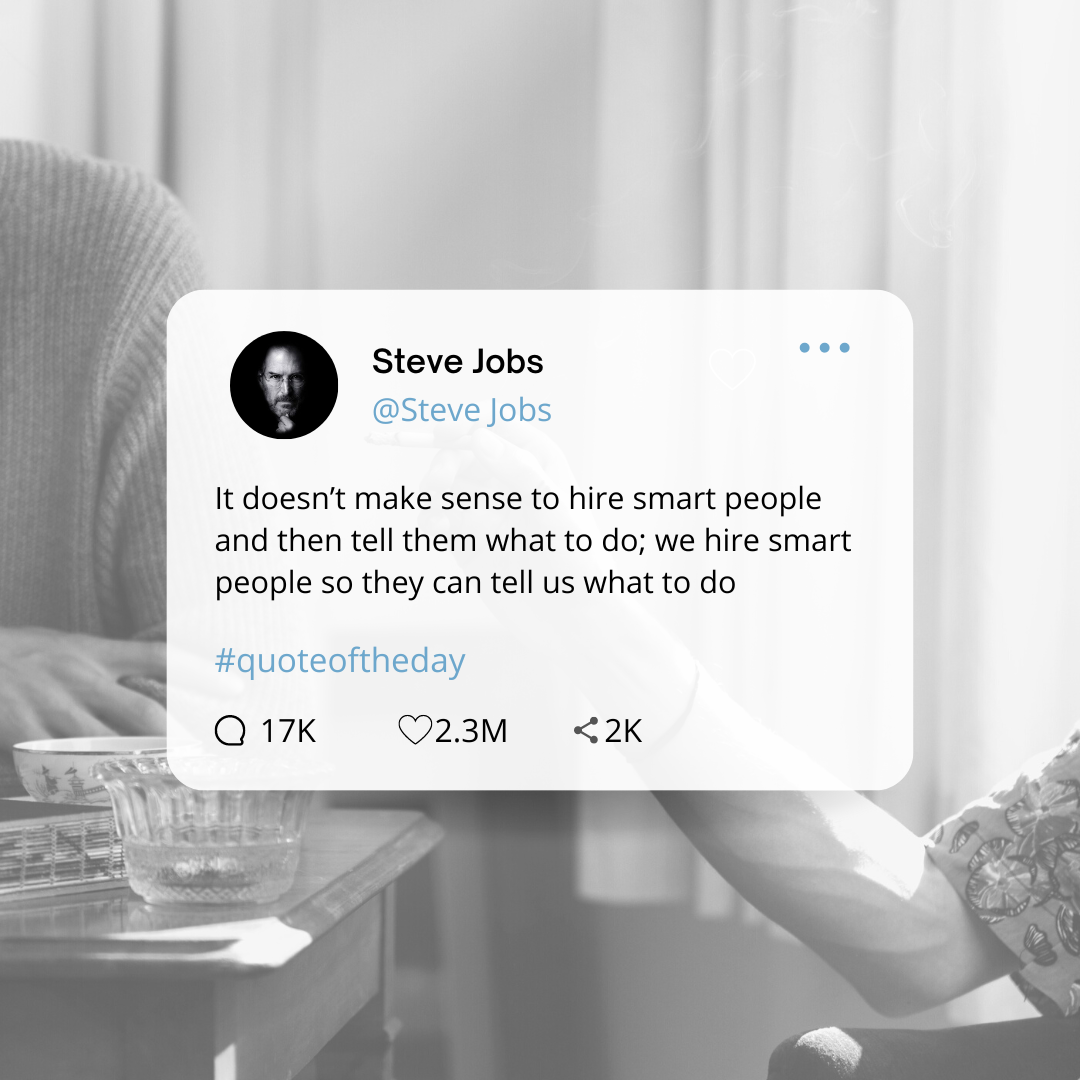 Steve Jobs
@Steve Jobs
It doesn’t make sense to hire smart people
and then tell them what to do; we hire smart
people so they can tell us what to do
#quoteoftheday
17K 2.3M 2K